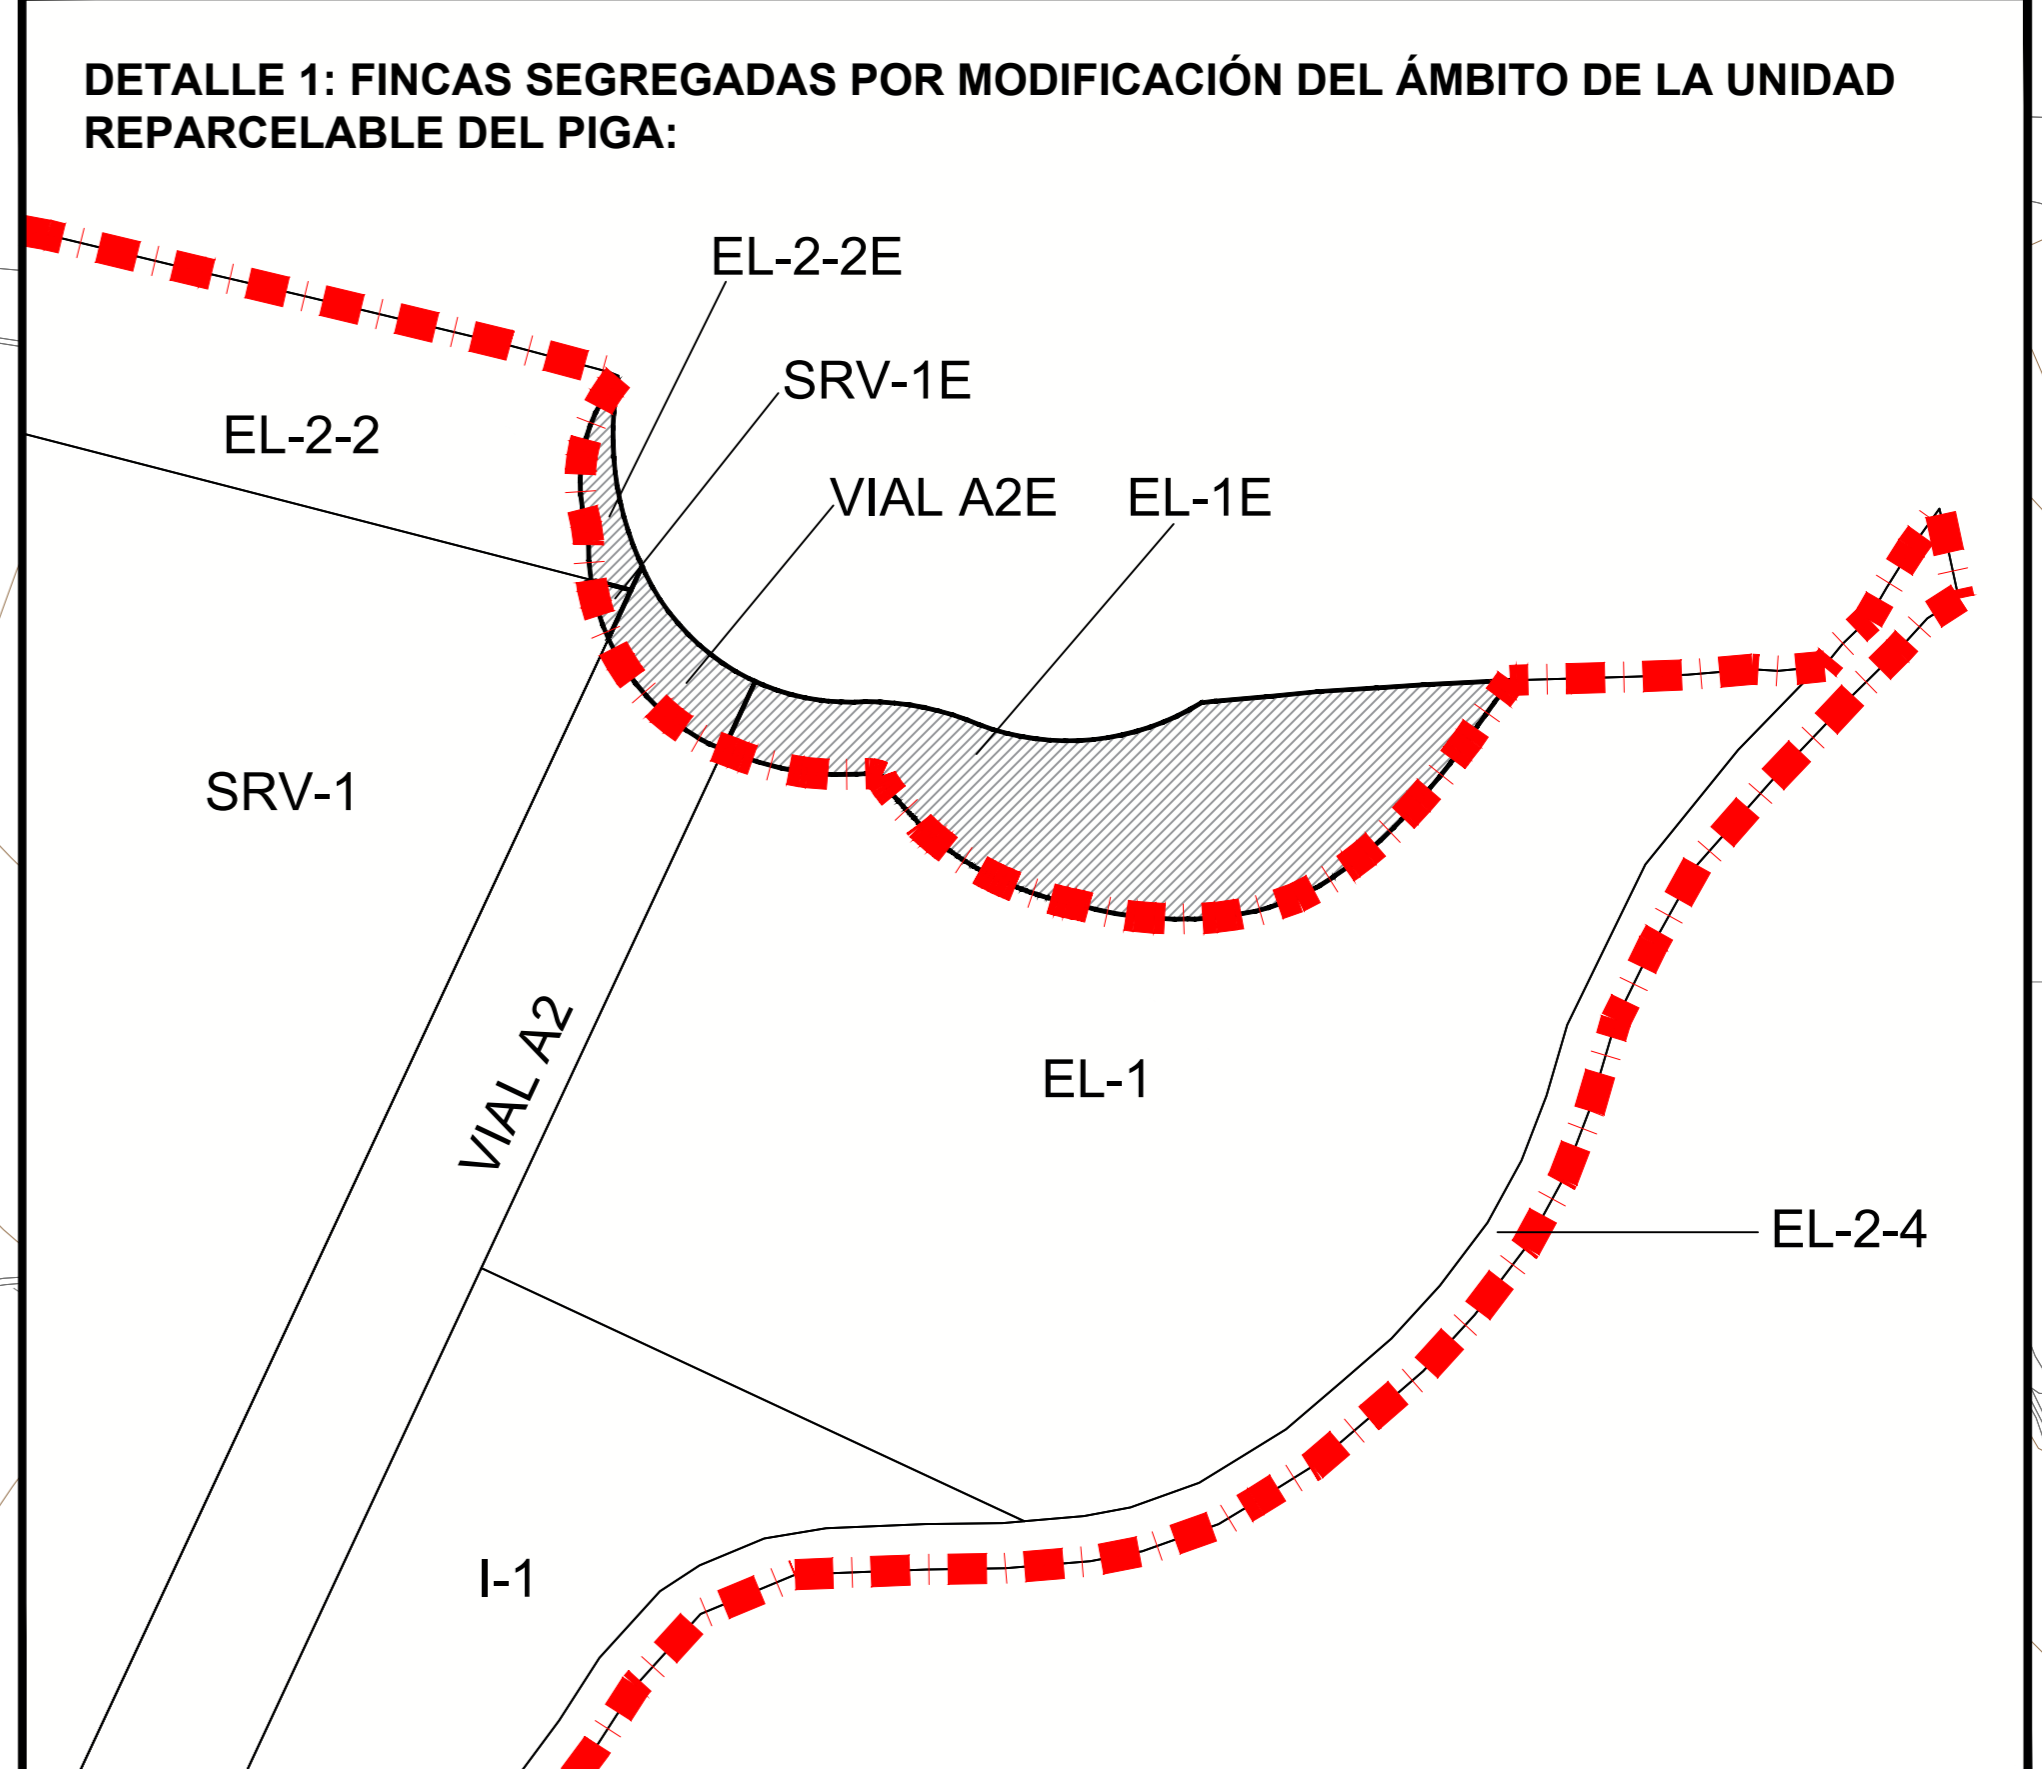 DETALLE 1: FINCAS SEGREGADAS POR MODIFICACIÓN DEL ÁMBITO DE LA UNIDAD
REPARCELABLE DEL PIGA:
EL-2-2E
SRV-1E
EL-2-2
VIAL A2E
EL-1E
SRV-1
VIAL A2
EL-1
EL-2-4
I-1